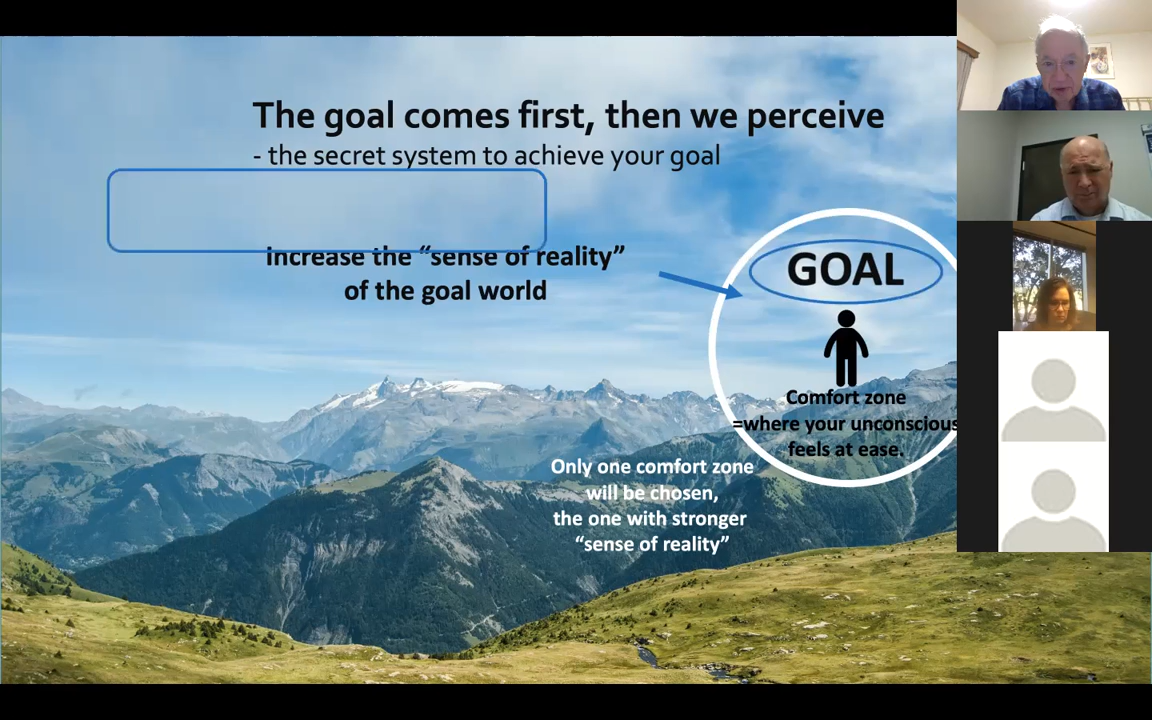 The goal comes first, then we perceive
- the secret system to achieve your goal
Increase the “sense of reality”
of the goal world
GOAL
Comfort zone
=where your unconscious
feels at ease.
Only one comfort zone
will be chosen,
the one with stronger
“sense of reality”